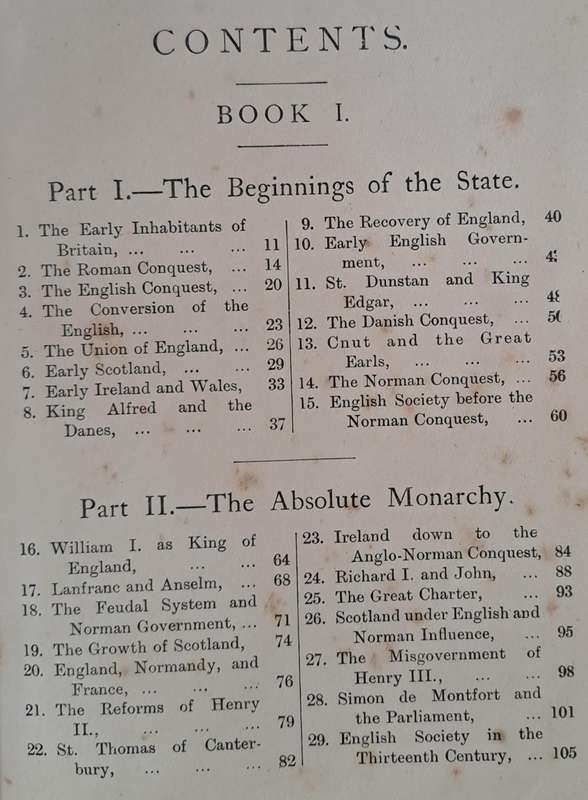 CONTENTS.
BOOK I.
Part I.—The Beginnings of the State.
1. The Early Inhabitants of
Britain, ... ... ... 11
2. The Roman Conquest, ... 14
3. The English Conquest, ... 20
4. The Conversion of the
English, ... ... ... 23
5. The Union of England, ... 26
6. Early Scotland, ... ... 29
7. Early Ireland and Wales, 33
8. King Alfred and the
Danes, ... ... ... 37
9. The Recovery of England, 40
10. Early English Govern-
ment, ... ... ...
11. St. Dunstan and King
Edgar, ... ... ...
12. The Danish Conquest, ...
13. Cnut and the Great
Earls, ... ... ... 53
14. The Norman Conquest, ... 56
15. English Society before the
Norman Conquest, ... 60
Part II.—The Absolute Monarchy.
16. William I. as King of
England, ... ... 64
17. Lanfranc and Anselm, ... 68
18. The Feudal System and
Norman Government, ... 71
19. The Growth of Scotland, 74
20. England, Normandy, and
France, ... ... ... 76
21. The Reforms of Henry
II., ... ... ... 79
22. St. Thomas of Canter-
bury, ... ... ... 82
23. Ireland down to the
Anglo-Norman Conquest, 84
24. Richard I. and John, ... 88
25. The Great Charter, ... 93
26. Scotland under English and
Norman Influence, ... 95
27. The Misgovernment of
Henry III., ... ... 98
28. Simon de Montfort and
the Parliament, ... 101
29. English Society in the
Thirteenth Century, ... 105